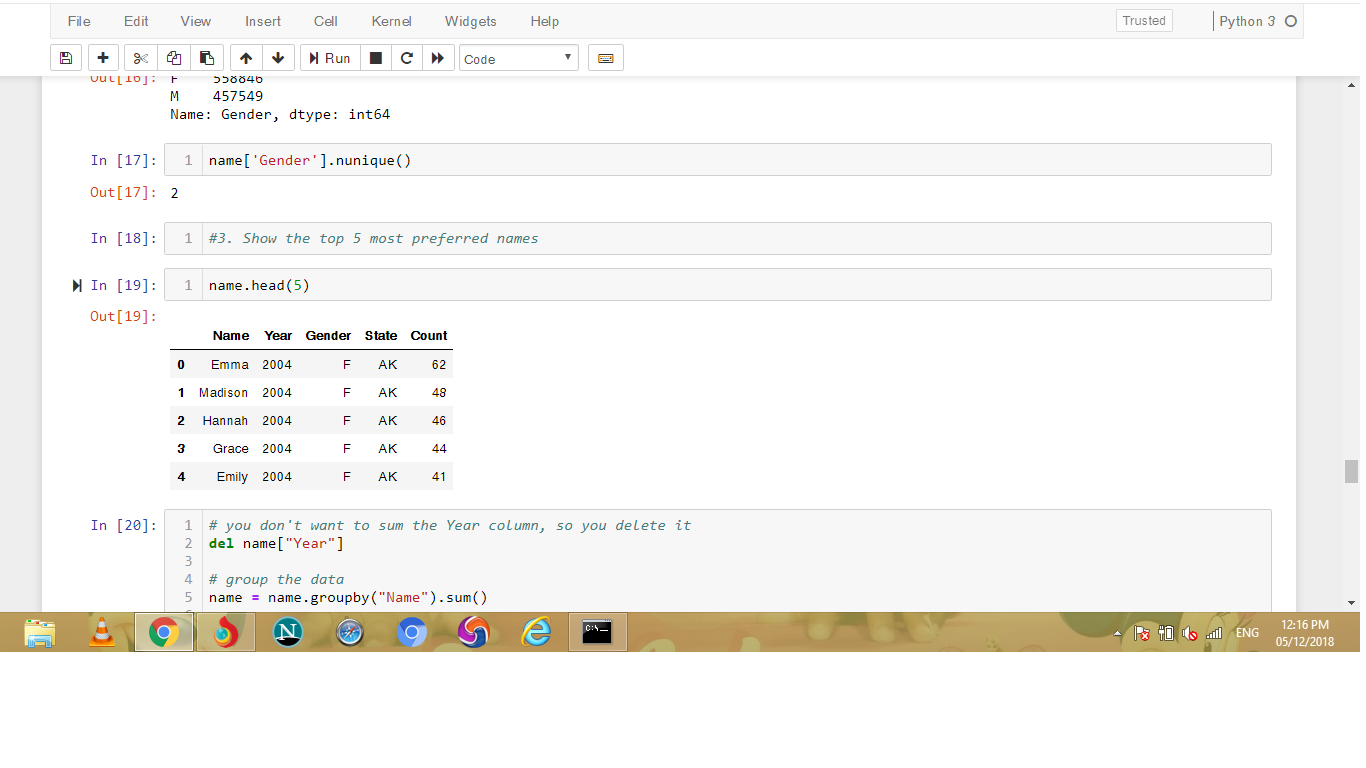 File Edit View Insert Cell Kernel Widgets Help Trusted Python 3
Run Code
Out[16]: F 558846
M 457549
Name: Gender, dtype: int64
In [17]: 1 name['Gender'].nunique()
Out[17]: 2
In [18]: 1 #3. Show the top 5 most preferred names
In [19]: 1 name.head(5)
Out[19]:
Name Year Gender State Count
0 Emma 2004 F AK 62
1 Madison 2004 F AK 48
2 Hannah 2004 F AK 46
3 Grace 2004 F AK 44
4 Emily 2004 F AK 41
In [20]: 1 # you don't want to sum the Year column, so you delete it
2 del name["Year"]
3
4 # group the data
5 name = name.groupby("Name").sum()
N C:\ ENG 12:16 PM
05/12/2018